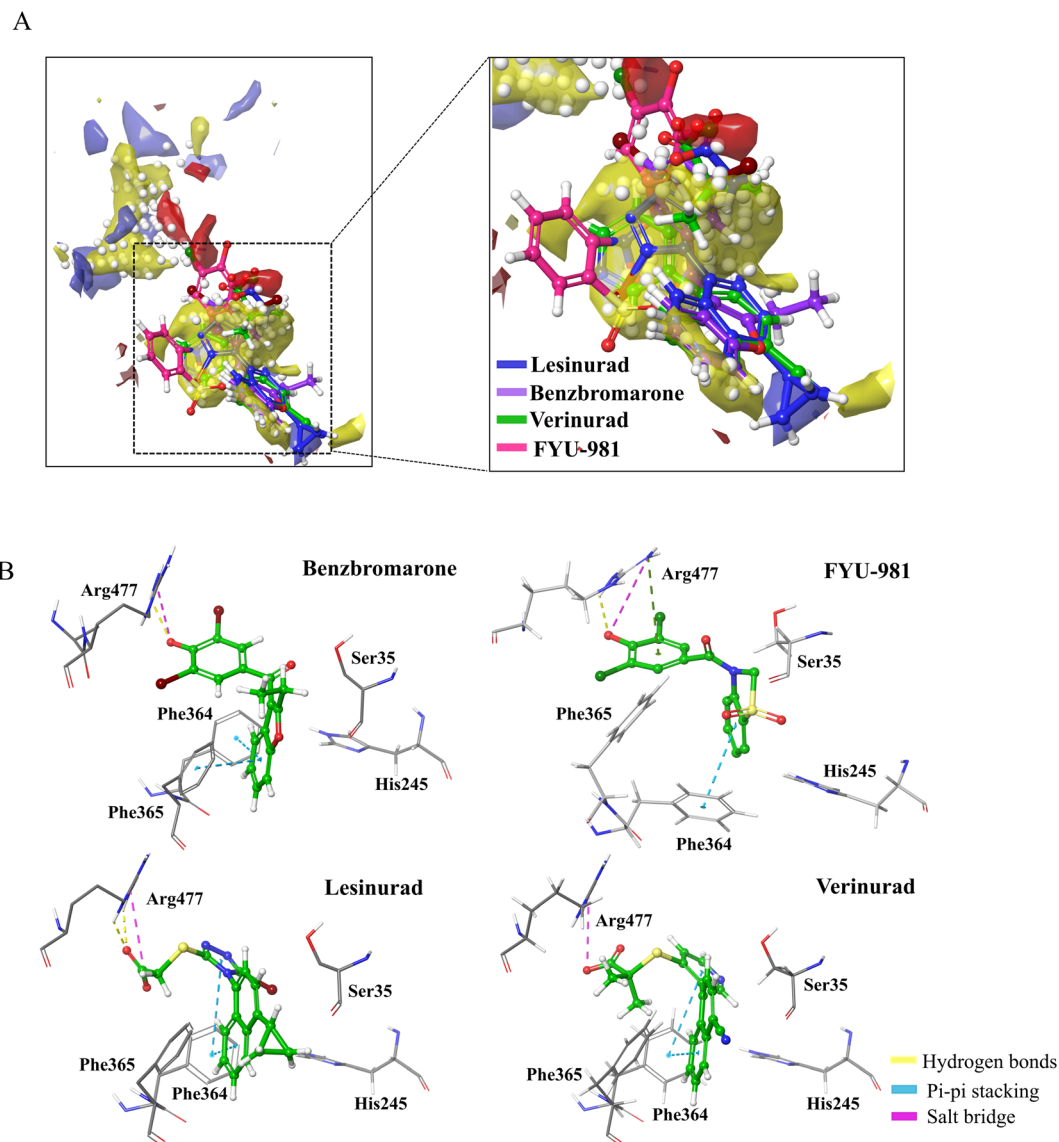 A
Lesinurad
Benzbromarone
Verinurad
FYU-981
B
Benzbromarone
Arg477
Ser35
Phe364
His245
Phe365
FYU-981
Arg477
Ser35
Phe365
His245
Phe364
Lesinurad
Arg477
Ser35
Phe365
Phe364
His245
Verinurad
Arg477
Ser35
Phe365
Phe364
His245
Hydrogen bonds
Pi-pi stacking
Salt bridge